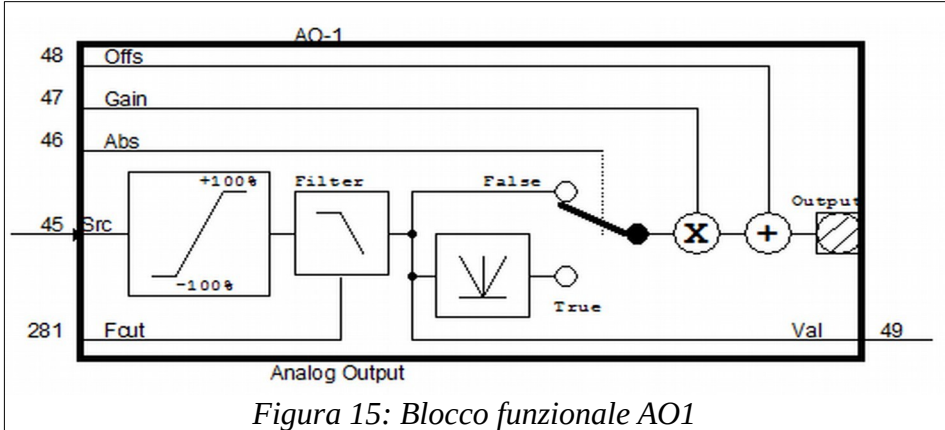 AO-1
48 Offs
47 Gain
46 Abs
+100% Filter False
Output
45 Src X +
-100%
True
281 Fcut Val 49
Analog Output
Figura 15: Blocco funzionale AO1